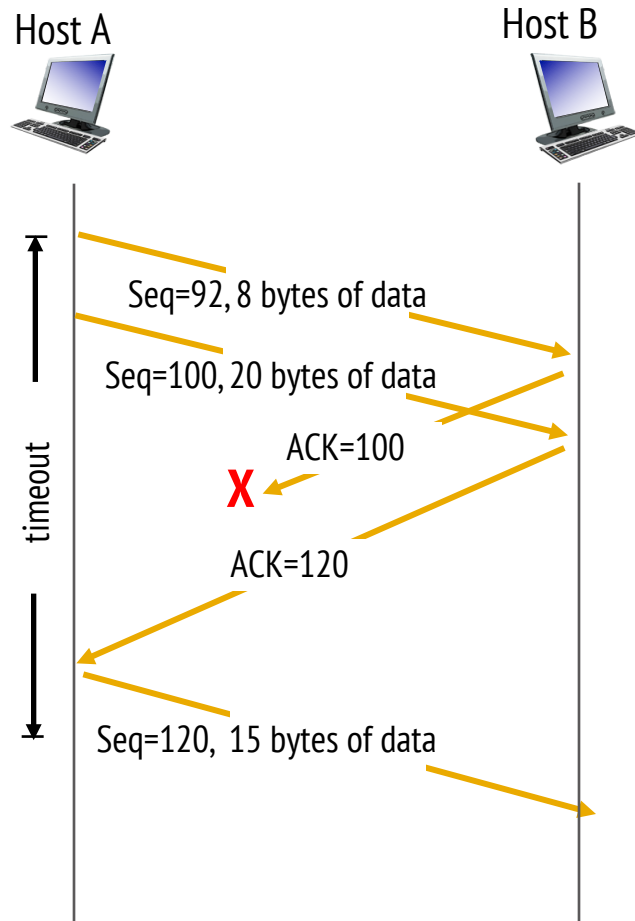 Host A
Host B
Seq=92, 8 bytes of data
Seq=100, 20 bytes of data
ACK=100
X
timeout
ACK=120
Seq=120, 15 bytes of data